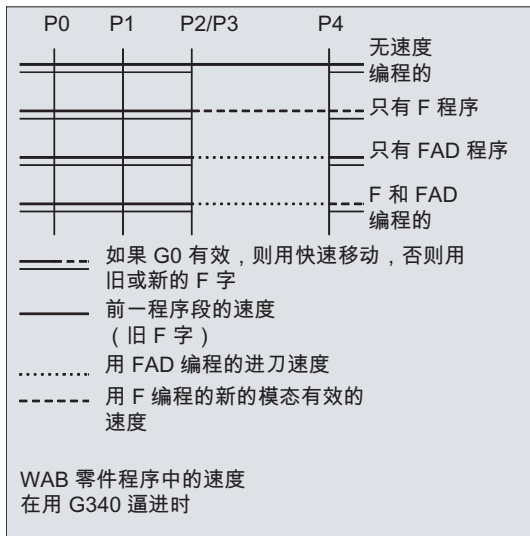 P0 P1 P2/P3 P4
无速度
编程的
只有 F 程序
只有 FAD 程序
F 和 FAD
编程的
如果 G0 有效，则用快速移动，否则用
旧或新的 F 字
前一程序段的速度
（旧 F 字）
用 FAD 编程的进刀速度
用 F 编程的新的模态有效的
速度
WAB 零件程序中的速度
在用 G340 逼进时